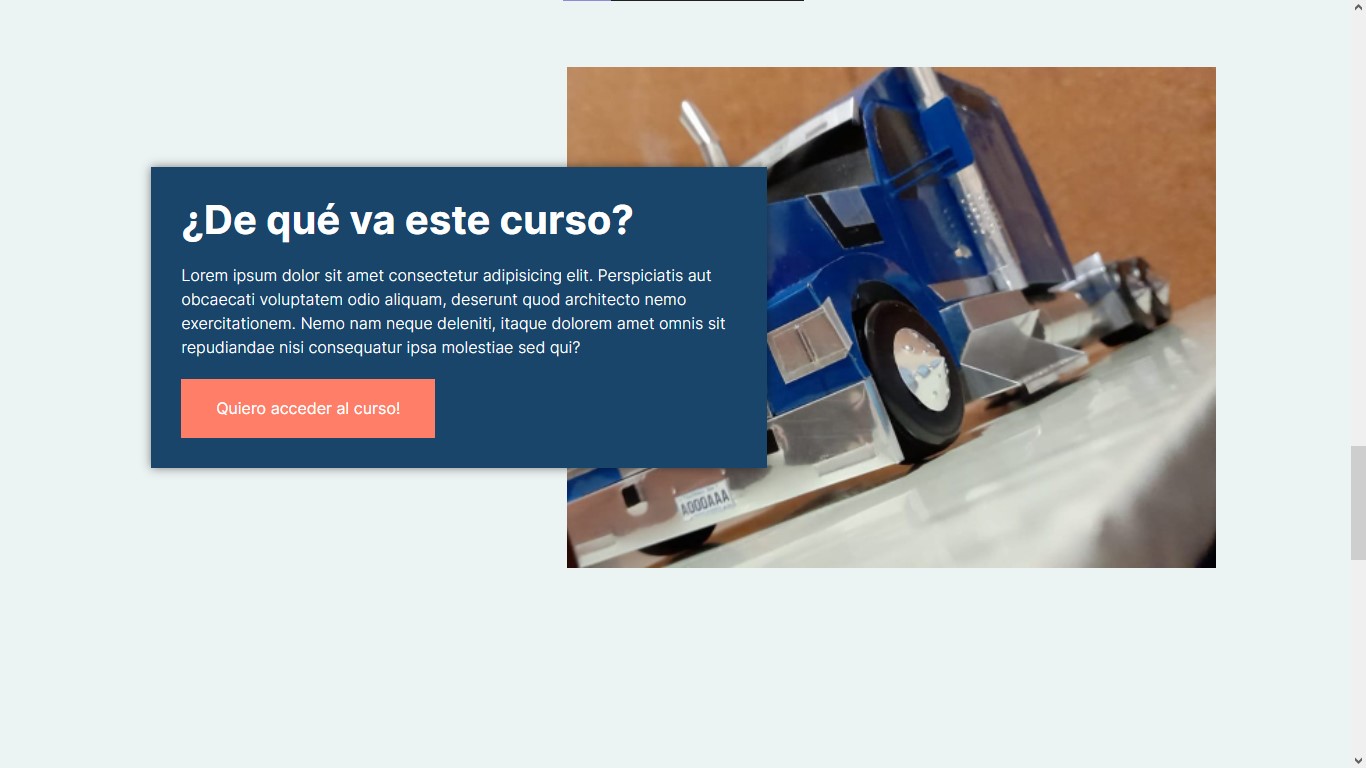 ¿De qué va este curso?
Lorem ipsum dolor sit amet consectetur adipisicing elit. Perspiciatis aut
obcaecati voluptatem odio aliquam, deserunt quod architecto nemo
exercitationem. Nemo nam neque deleniti, itaque dolorem amet omnis sit
repudiandae nisi consequatur ipsa molestiae sed qui?
Quiero acceder al curso!
A000AAA